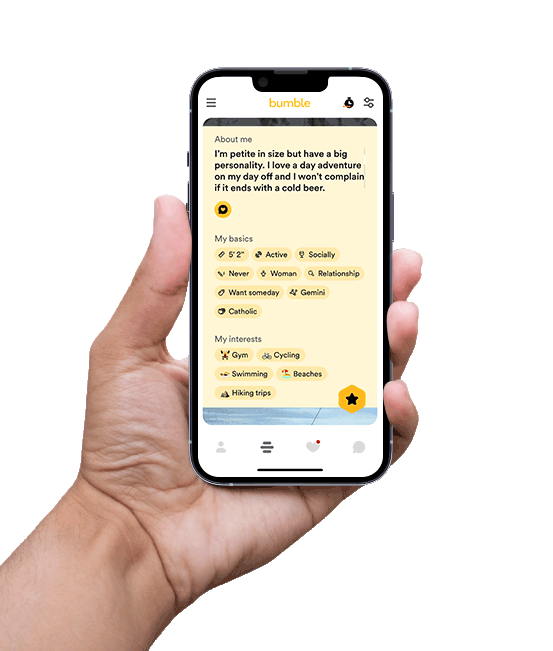 bumble
About me
I'm petite in size but have a big
personality. I love a day adventure
on my day off and I won't complain
if it ends with a cold beer.
My basics
5' 2" Active Socially
Never Woman Relationship
Want someday Gemini
Catholic
My interests
Gym Cycling
Swimming Beaches
Hiking trips